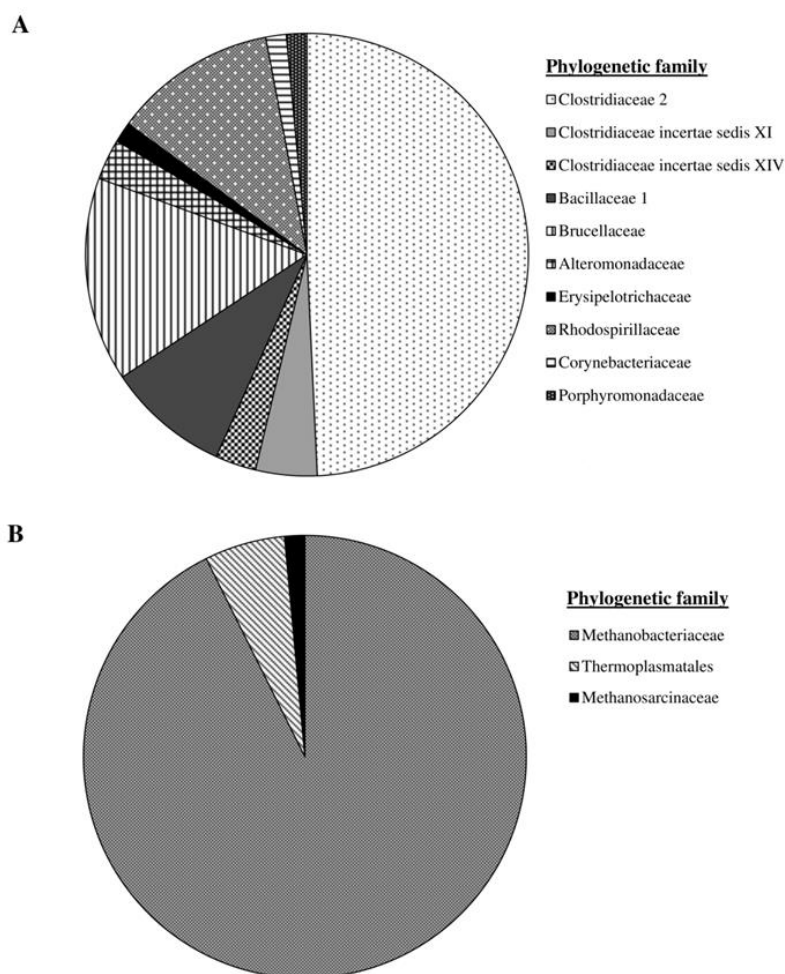 A
Phylogenetic family
Clostridiaceae 2
Clostridiaceae incertae sedis XI
Clostridiaceae incertae sedis XIV
Bacillaceae 1
Brucellaceae
Alteromonadaceae
Erysipelotrichaceae
Rhodospirillaceae
Corynebacteriaceae
Porphyromonadaceae
B
Phylogenetic family
Methanobacteriaceae
Thermoplasmatales
Methanosarcinaceae